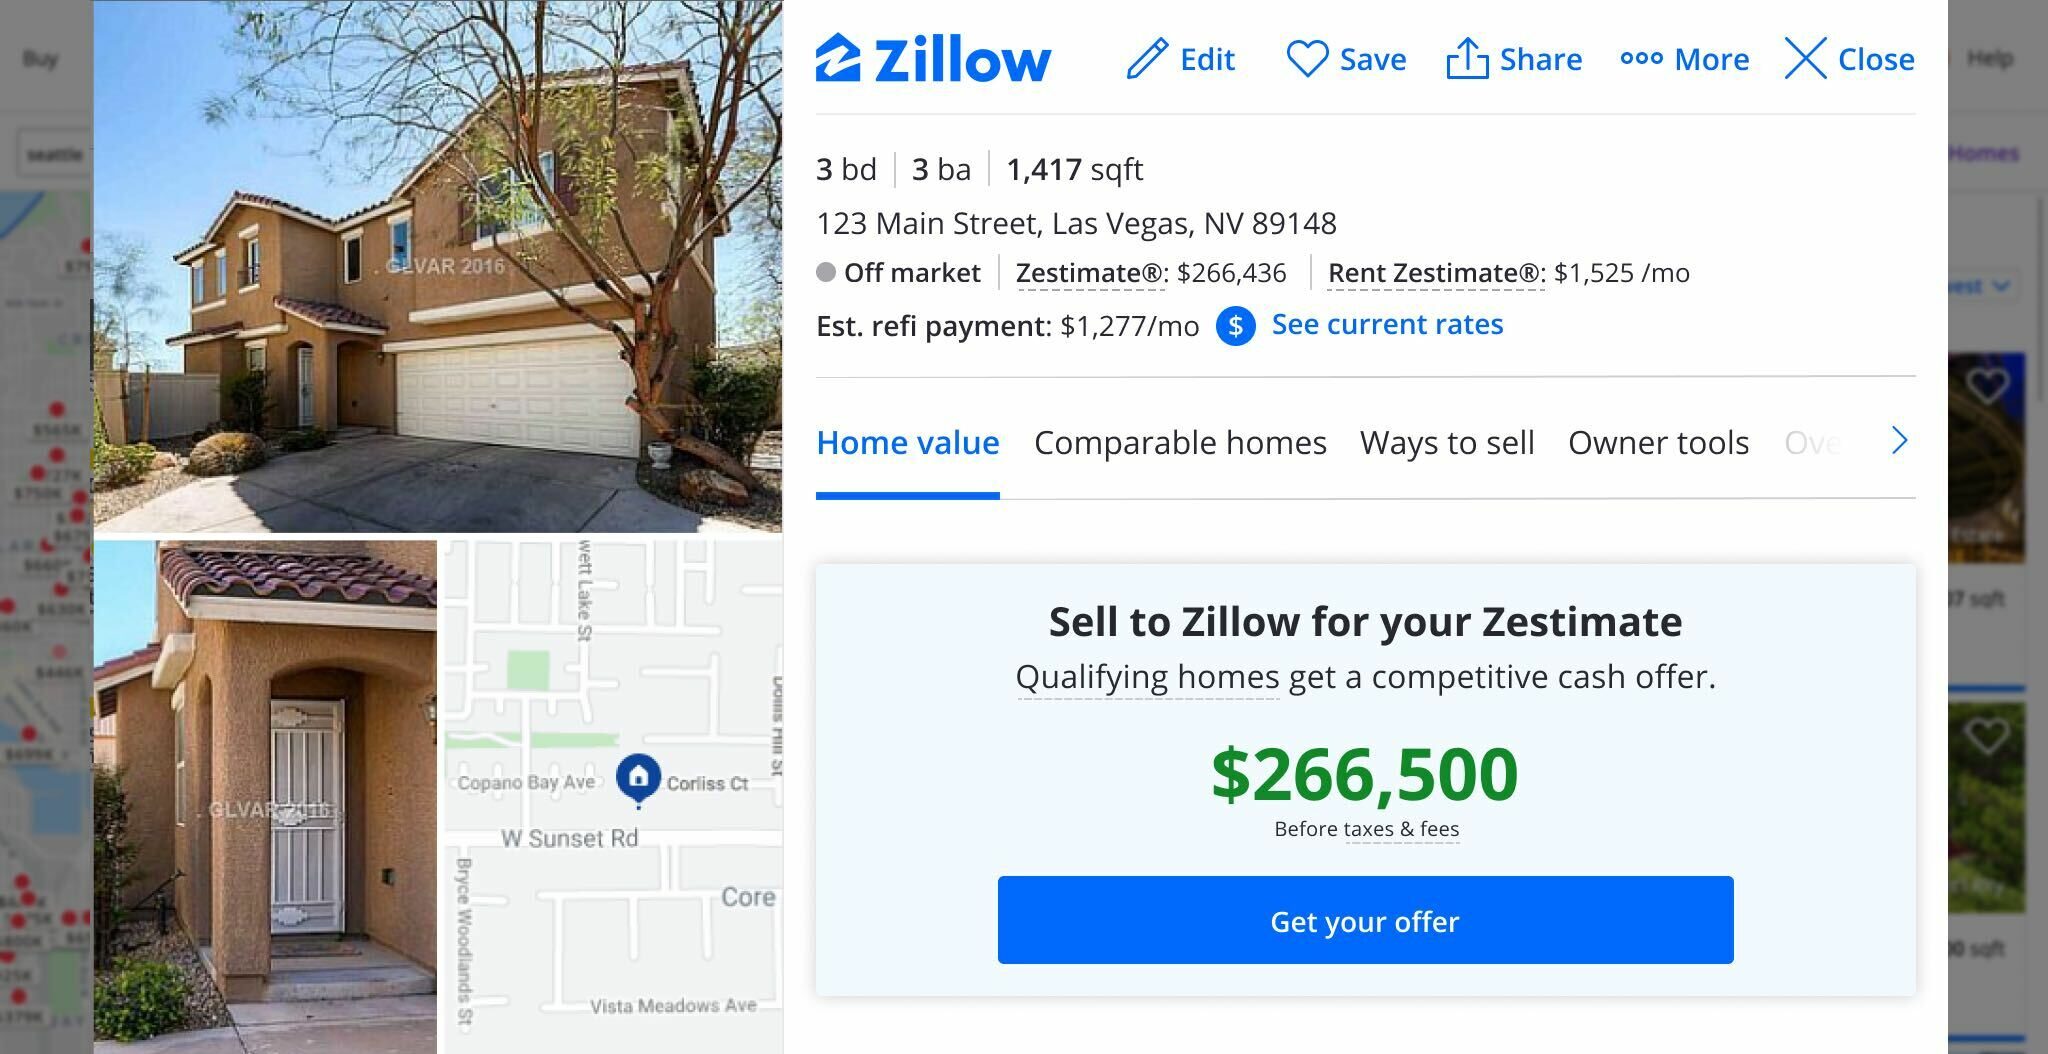 Buy
seattle
GLVAR 2016
GLVAR 2016
wett Lake St
Copano Bay Ave
Corliss Ct
W Sunset Rd
Bryce Woodlands St
Core
Vista Meadows Ave
Zillow
Edit
Save
Share
More
Close
3 bd | 3 ba | 1,417 sqft
123 Main Street, Las Vegas, NV 89148
Off market | Zestimate®: $266,436 | Rent Zestimate®: $1,525 /mo
Est. refi payment: $1,277/mo $ See current rates
Home value Comparable homes Ways to sell Owner tools Ove
Sell to Zillow for your Zestimate
Qualifying homes get a competitive cash offer.
$266,500
Before taxes & fees
Get your offer
Help
Homes